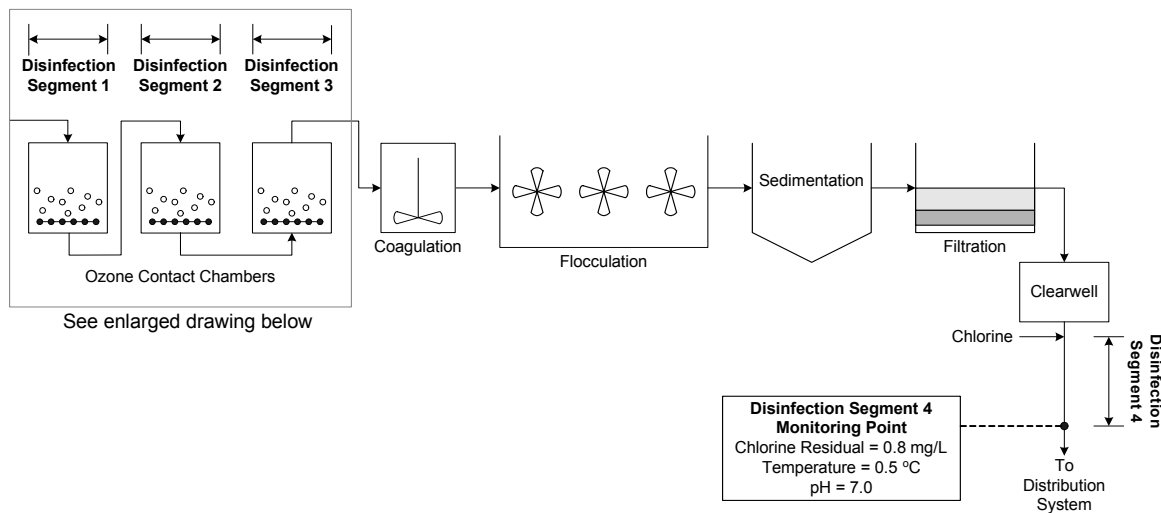 Disinfection
Segment 1
Disinfection
Segment 2
Disinfection
Segment 3
Ozone Contact Chambers
See enlarged drawing below
Coagulation
Flocculation
Sedimentation
Filtration
Clearwell
Chlorine
Disinfection
Segment 4
Disinfection Segment 4
Monitoring Point
Chlorine Residual = 0.8 mg/L
Temperature = 0.5 ºC
pH = 7.0
To
Distribution
System